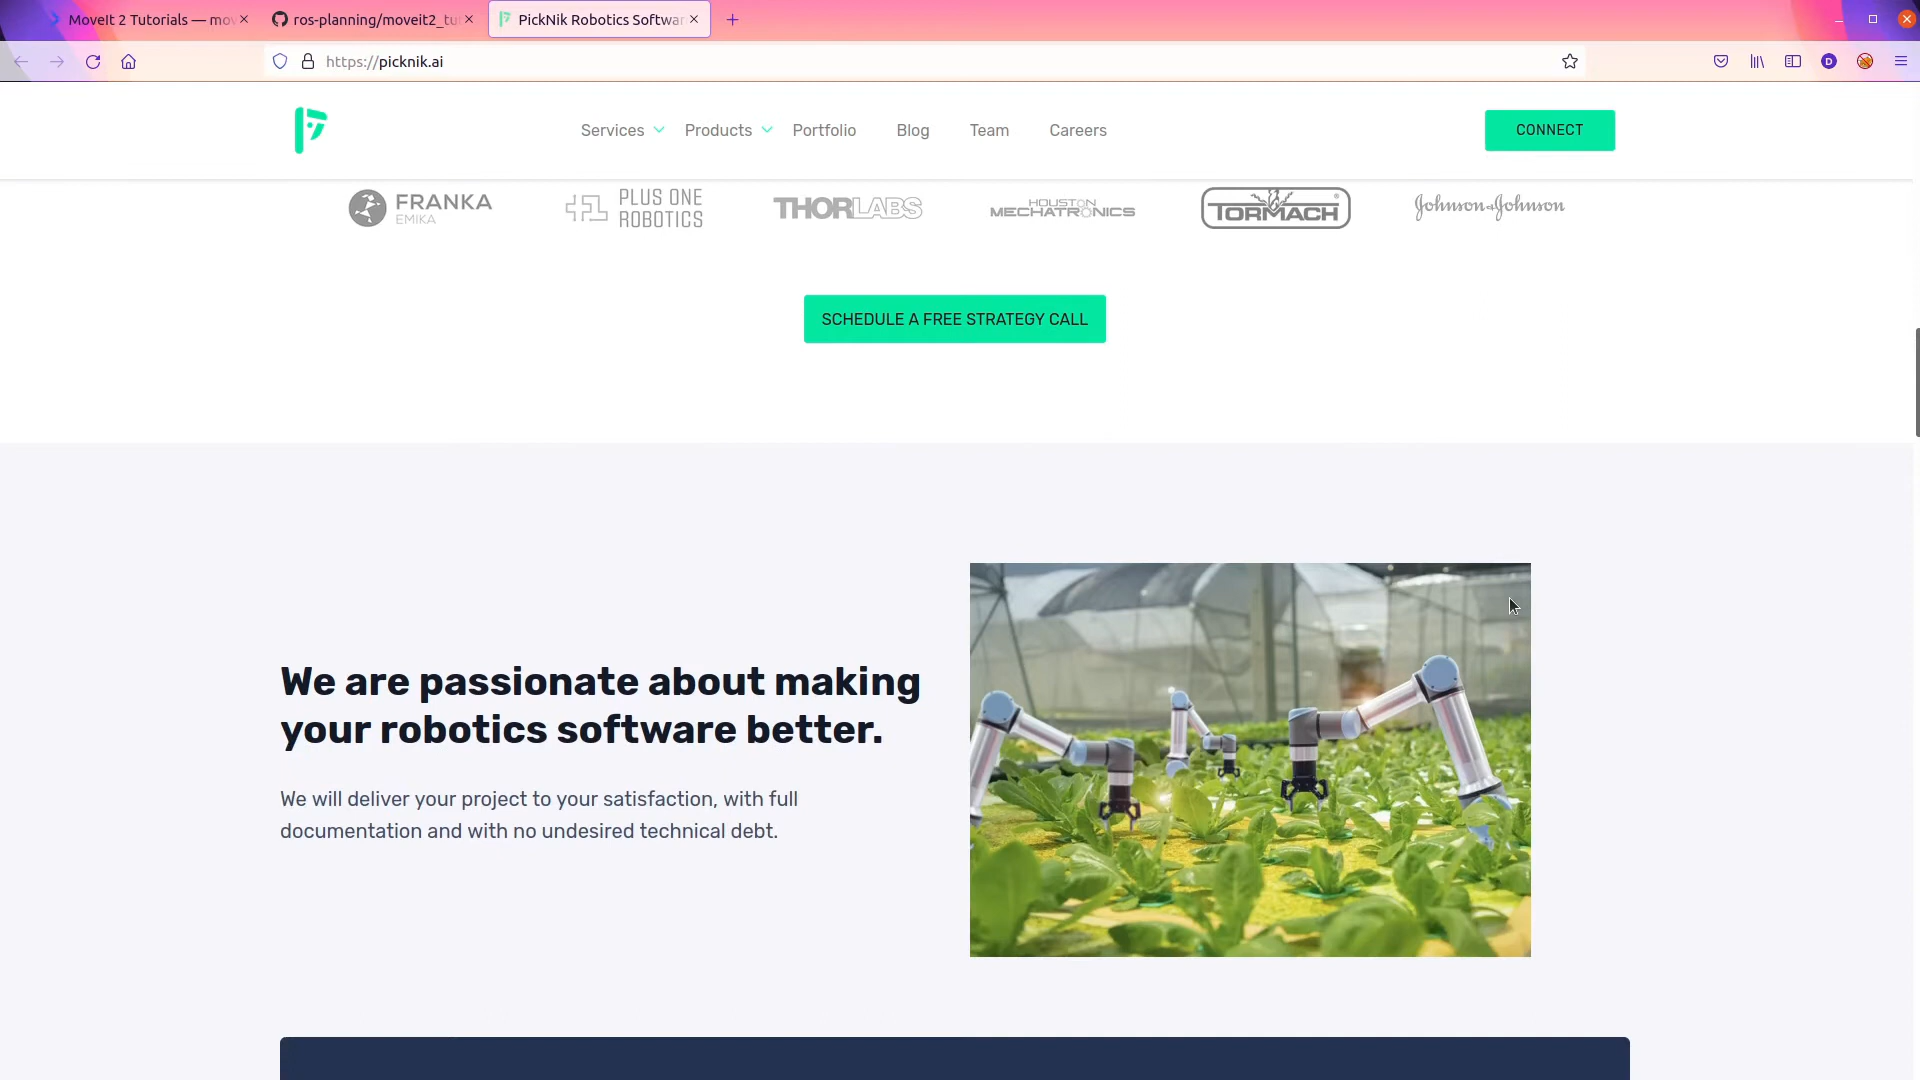 MoveIt 2 Tutorials — mov
ros-planning/moveit2_tu
PickNik Robotics Softwar
https://picknik.ai
D
Services
Products
Portfolio
Blog
Team
Careers
CONNECT
FRANKA
EMIKA
PLUS ONE
ROBOTICS
THORLABS
HOUSTON
MECHATRONICS
TORMACH
Johnson & Johnson
SCHEDULE A FREE STRATEGY CALL
We are passionate about making
your robotics software better.
We will deliver your project to your satisfaction, with full
documentation and with no undesired technical debt.